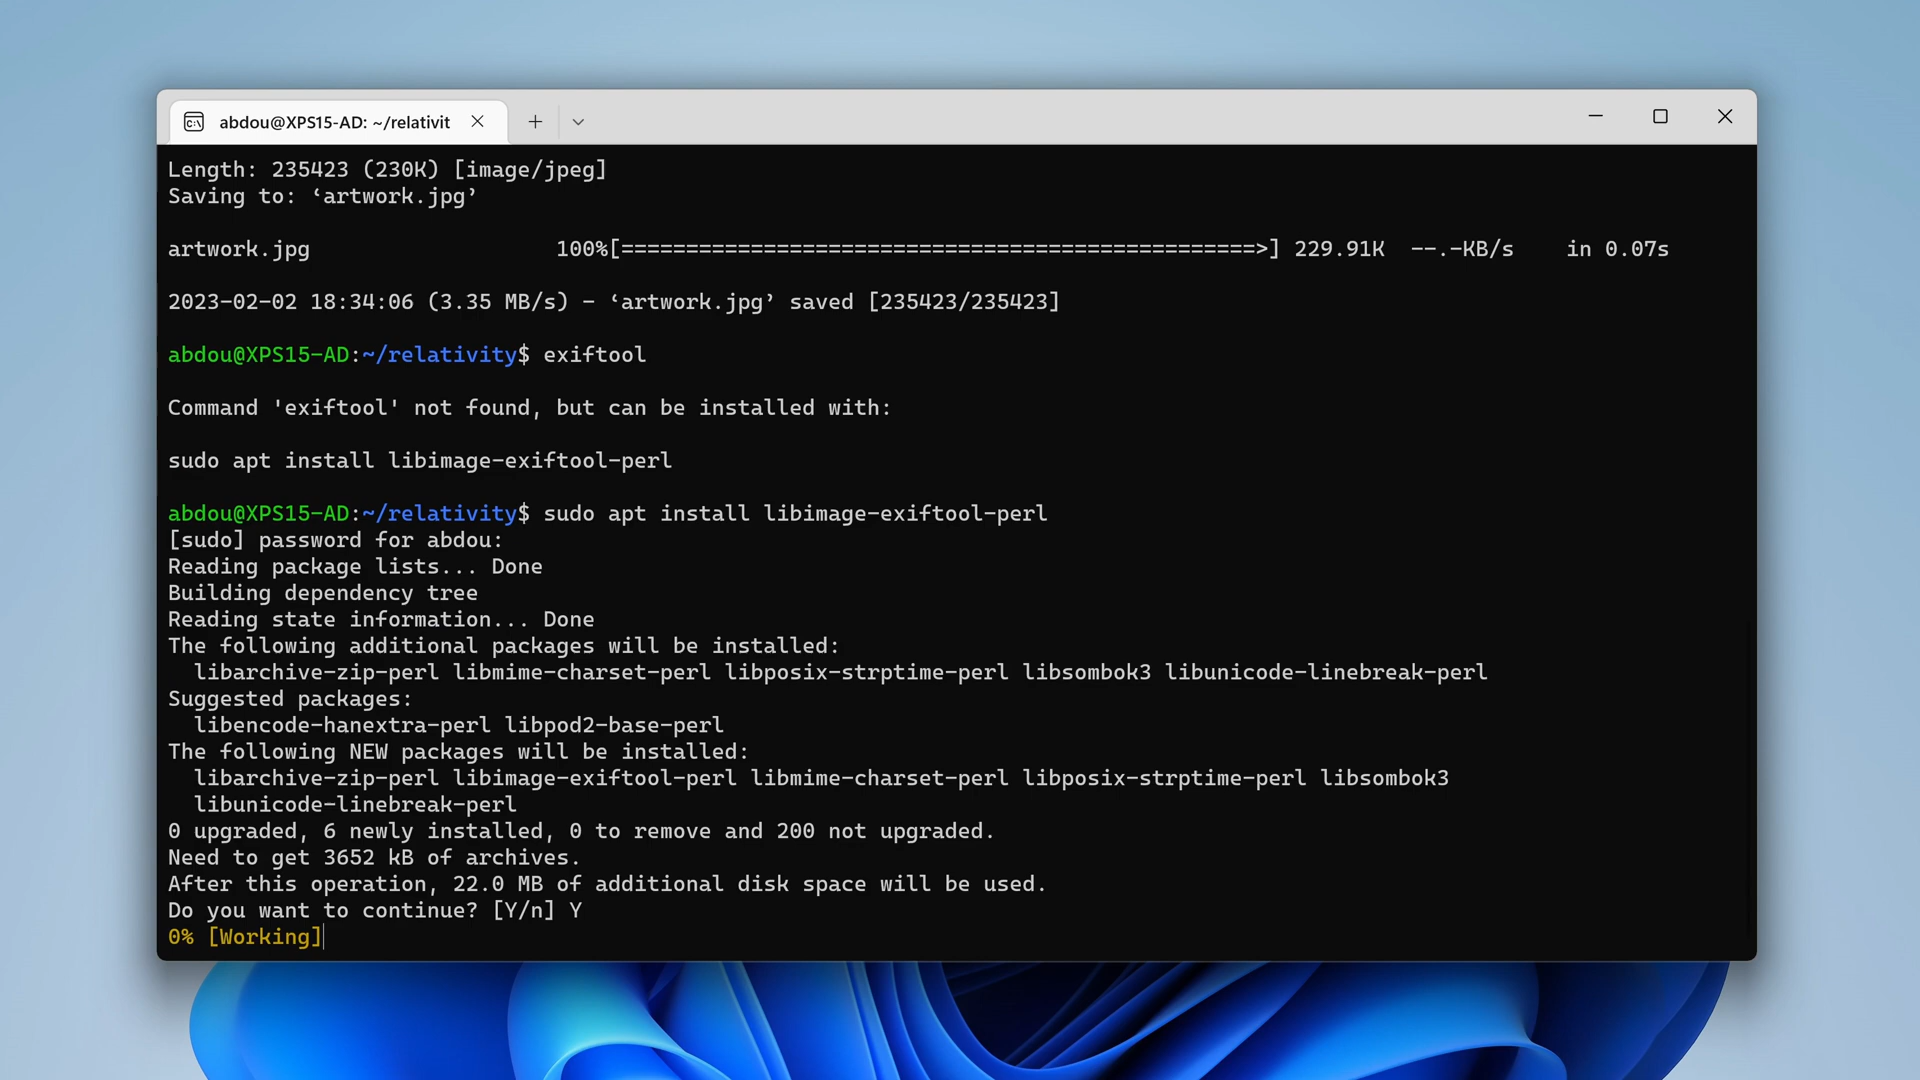 abdou@XPS15-AD: ~/relativit
Length: 235423 (230K) [image/jpeg]
Saving to: ‘artwork.jpg’
artwork.jpg 100%[=================================================>] 229.91K --.-KB/s in 0.07s
2023-02-02 18:34:06 (3.35 MB/s) - ‘artwork.jpg’ saved [235423/235423]
abdou@XPS15-AD:~/relativity$ exiftool
Command 'exiftool' not found, but can be installed with:
sudo apt install libimage-exiftool-perl
abdou@XPS15-AD:~/relativity$ sudo apt install libimage-exiftool-perl
[sudo] password for abdou:
Reading package lists... Done
Building dependency tree
Reading state information... Done
The following additional packages will be installed:
libarchive-zip-perl libmime-charset-perl libposix-strptime-perl libsombok3 libunicode-linebreak-perl
Suggested packages:
libencode-hanextra-perl libpod2-base-perl
The following NEW packages will be installed:
libarchive-zip-perl libimage-exiftool-perl libmime-charset-perl libposix-strptime-perl libsombok3
libunicode-linebreak-perl
0 upgraded, 6 newly installed, 0 to remove and 200 not upgraded.
Need to get 3652 kB of archives.
After this operation, 22.0 MB of additional disk space will be used.
Do you want to continue? [Y/n] Y
0% [Working]